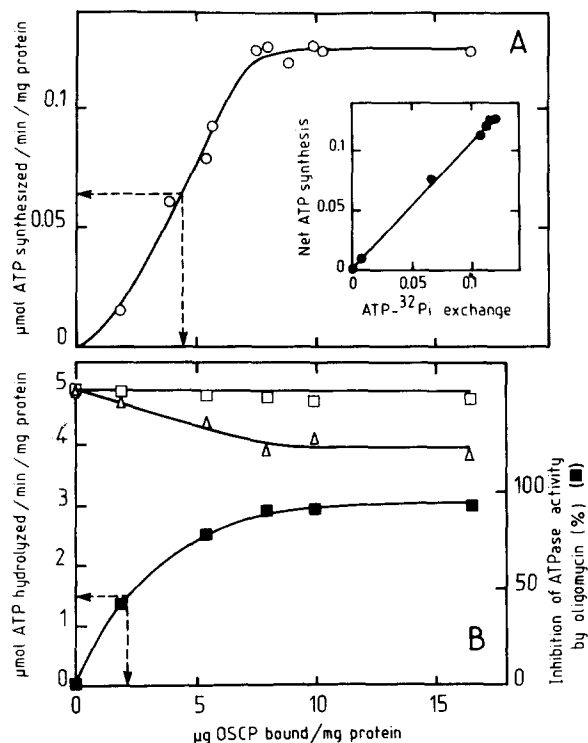 A
0.1
0.05
0
µmol ATP synthesized/min/mg protein
Net ATP synthesis
0.1
0
0
0.05
0.1
ATP-³²Pi exchange
B
5
4
3
2
1
0
µmol ATP hydrolyzed/min/mg protein
100
50
0
Inhibition of ATPase activity
by oligomycin (%) (■)
0
5
10
15
µg OSCP bound/mg protein